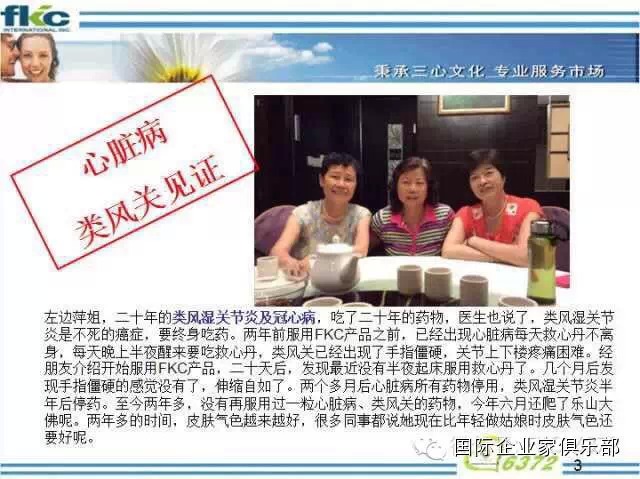 fkc
INTERNATIONAL INC.
秉承三心文化 专业服务市场
心脏病
类风关见证
左边萍姐，二十年的类风湿关节炎及冠心病，吃了二十年的药物，医生也说了，类风湿关节
炎是不死的癌症，要终身吃药。两年前服用FKC产品之前，已经出现心脏病每天救心丹不离
身，每天晚上半夜醒来要吃救心丹，类风关已经出现了手指僵硬，关节上下楼疼痛困难。经
朋友介绍开始服用FKC产品，二十天后，发现最近没有半夜起床服用救心丹了。几个月后发
现手指僵硬的感觉没有了，伸缩自如了。两个多月后心脏病所有药物停用，类风湿关节炎半
年后停药。至今两年多，没有再服用过一粒心脏病、类风关的药物，今年六月还爬了乐山大
佛呢。两年多的时间，皮肤气色越来越好，很多同事都说她现在比年轻做姑娘时皮肤气色还
要好呢。
国际企业家俱乐部
6372
3